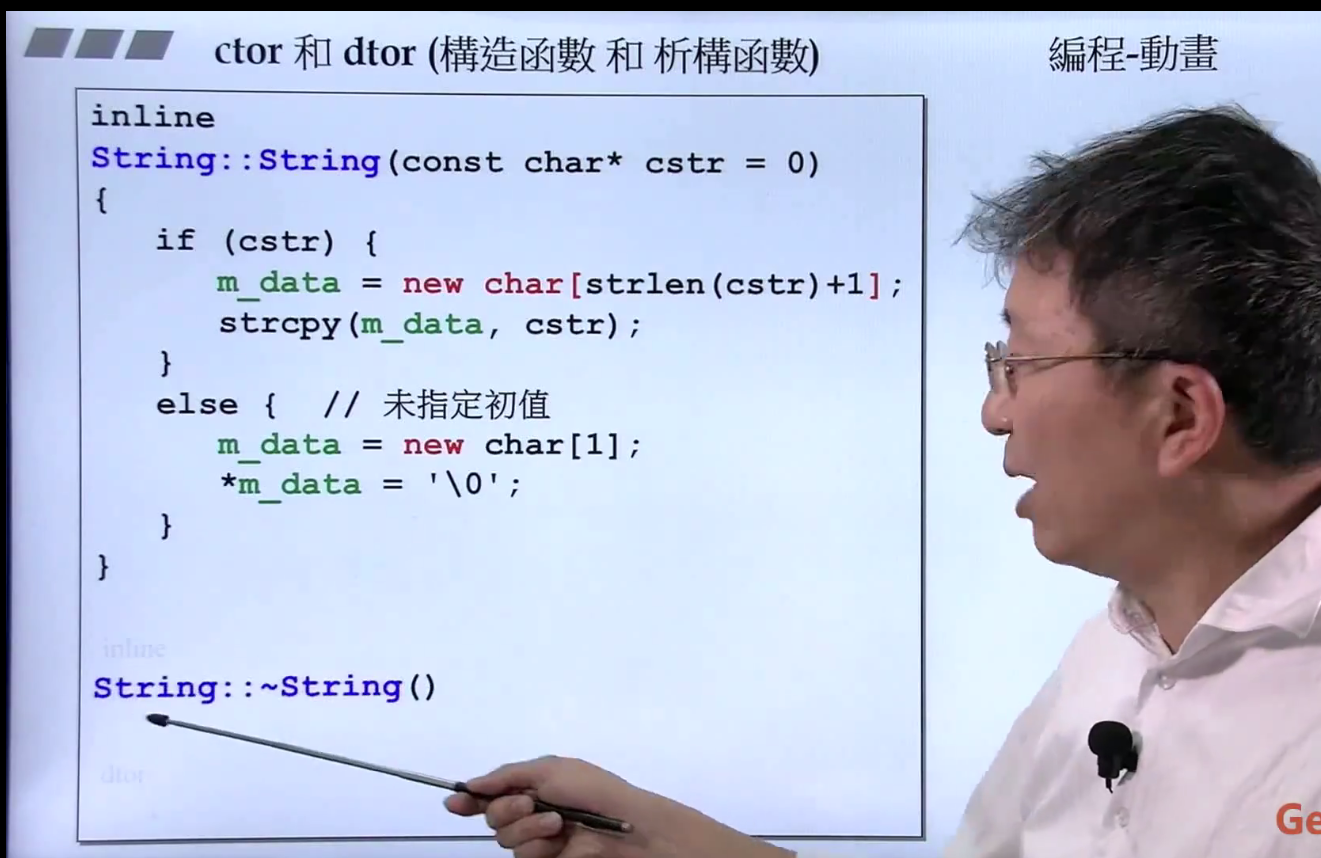 ctor 和 dtor (構造函數 和 析構函數)
編程-動畫
inline
String::String(const char* cstr = 0)
{
if (cstr) {
m_data = new char[strlen(cstr)+1];
strcpy(m_data, cstr);
}
else { // 未指定初值
m_data = new char[1];
*m_data = '\0';
}
}
inline
String::~String()
dtor
Ge